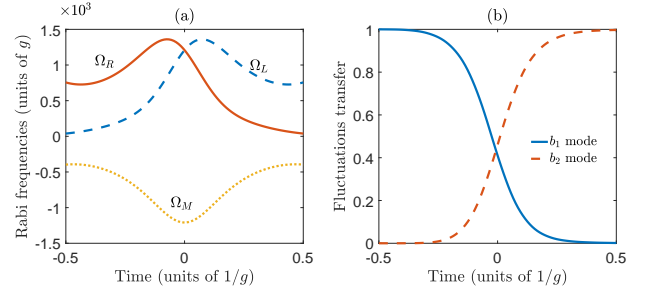 ×10³
(a)
Rabi frequencies (units of g)
1.5
1
0.5
0
-0.5
-1
-1.5
Ω_R
Ω_L
Ω_M
-0.5 0 0.5
Time (units of 1/g)
(b)
Fluctuations transfer
1
0.8
0.6
0.4
0.2
0
b₁ mode
b₂ mode
-0.5 0 0.5
Time (units of 1/g)